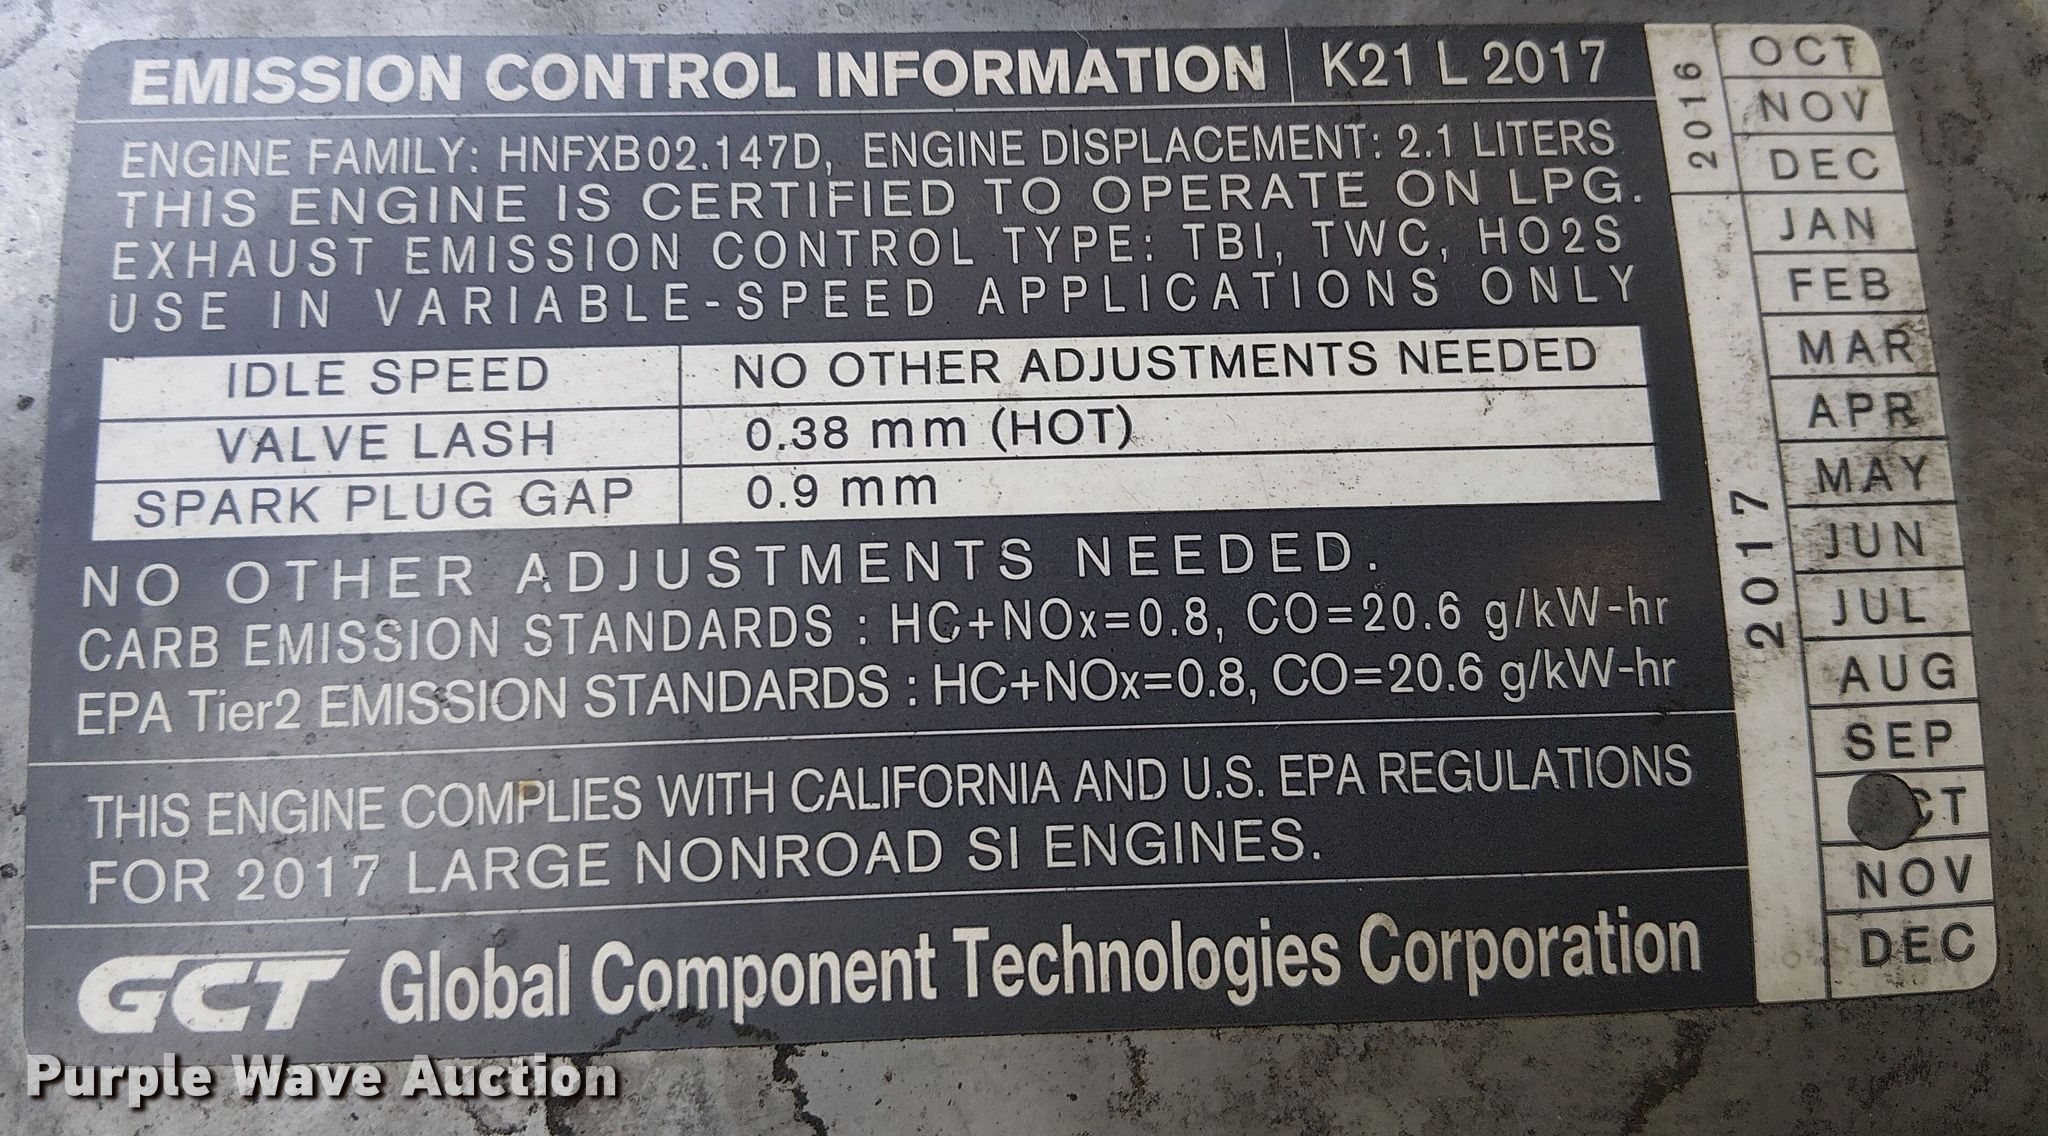 EMISSION CONTROL INFORMATION K21 L 2017
ENGINE FAMILY: HNFXB02.147D, ENGINE DISPLACEMENT: 2.1 LITERS
THIS ENGINE IS CERTIFIED TO OPERATE ON LPG.
EXHAUST EMISSION CONTROL TYPE: TBI, TWC, HO2S
USE IN VARIABLE-SPEED APPLICATIONS ONLY
IDLE SPEED NO OTHER ADJUSTMENTS NEEDED
VALVE LASH 0.38 mm (HOT)
SPARK PLUG GAP 0.9 mm
NO OTHER ADJUSTMENTS NEEDED.
CARB EMISSION STANDARDS : HC+NOx=0.8, CO=20.6 g/kW-hr
EPA Tier2 EMISSION STANDARDS : HC+NOx=0.8, CO=20.6 g/kW-hr
THIS ENGINE COMPLIES WITH CALIFORNIA AND U.S. EPA REGULATIONS
FOR 2017 LARGE NONROAD SI ENGINES.
GCT Global Component Technologies Corporation
2016
OCT
NOV
DEC
2017
JAN
FEB
MAR
APR
MAY
JUN
JUL
AUG
SEP
NOV
DEC
Purple Wave Auction